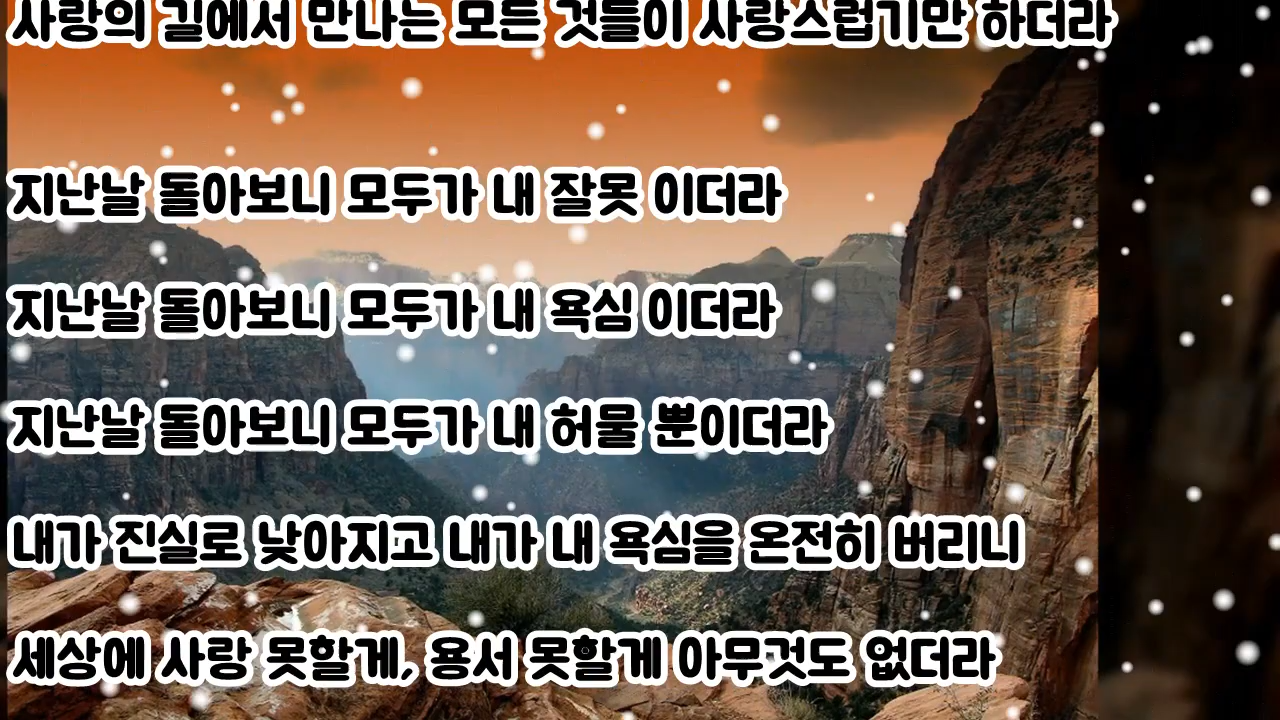 사랑의 길에서 만나는 모든 것들이 사랑스럽기만 하더라
지난날 돌아보니 모두가 내 잘못 이더라
지난날 돌아보니 모두가 내 욕심 이더라
지난날 돌아보니 모두가 내 허물 뿐이더라
내가 진실로 낮아지고 내가 내 욕심을 온전히 버리니
세상에 사랑 못할게, 용서 못할게 아무것도 없더라